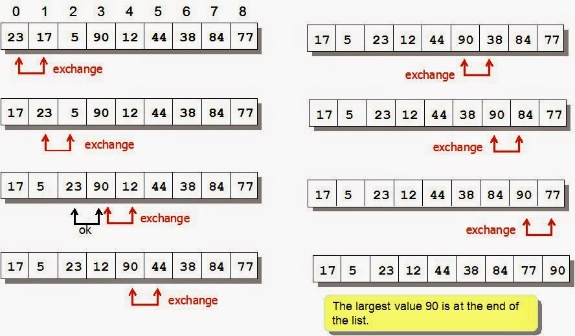 0 1 2 3 4 5 6 7 8
23 17 5 90 12 44 38 84 77
exchange
17 23 5 90 12 44 38 84 77
exchange
17 5 23 90 12 44 38 84 77
ok
exchange
17 5 23 12 90 44 38 84 77
exchange
17 5 23 12 44 90 38 84 77
exchange
17 5 23 12 44 38 90 84 77
exchange
17 5 23 12 44 38 84 90 77
exchange
17 5 23 12 44 38 84 77 90
The largest value 90 is at the end of
the list.